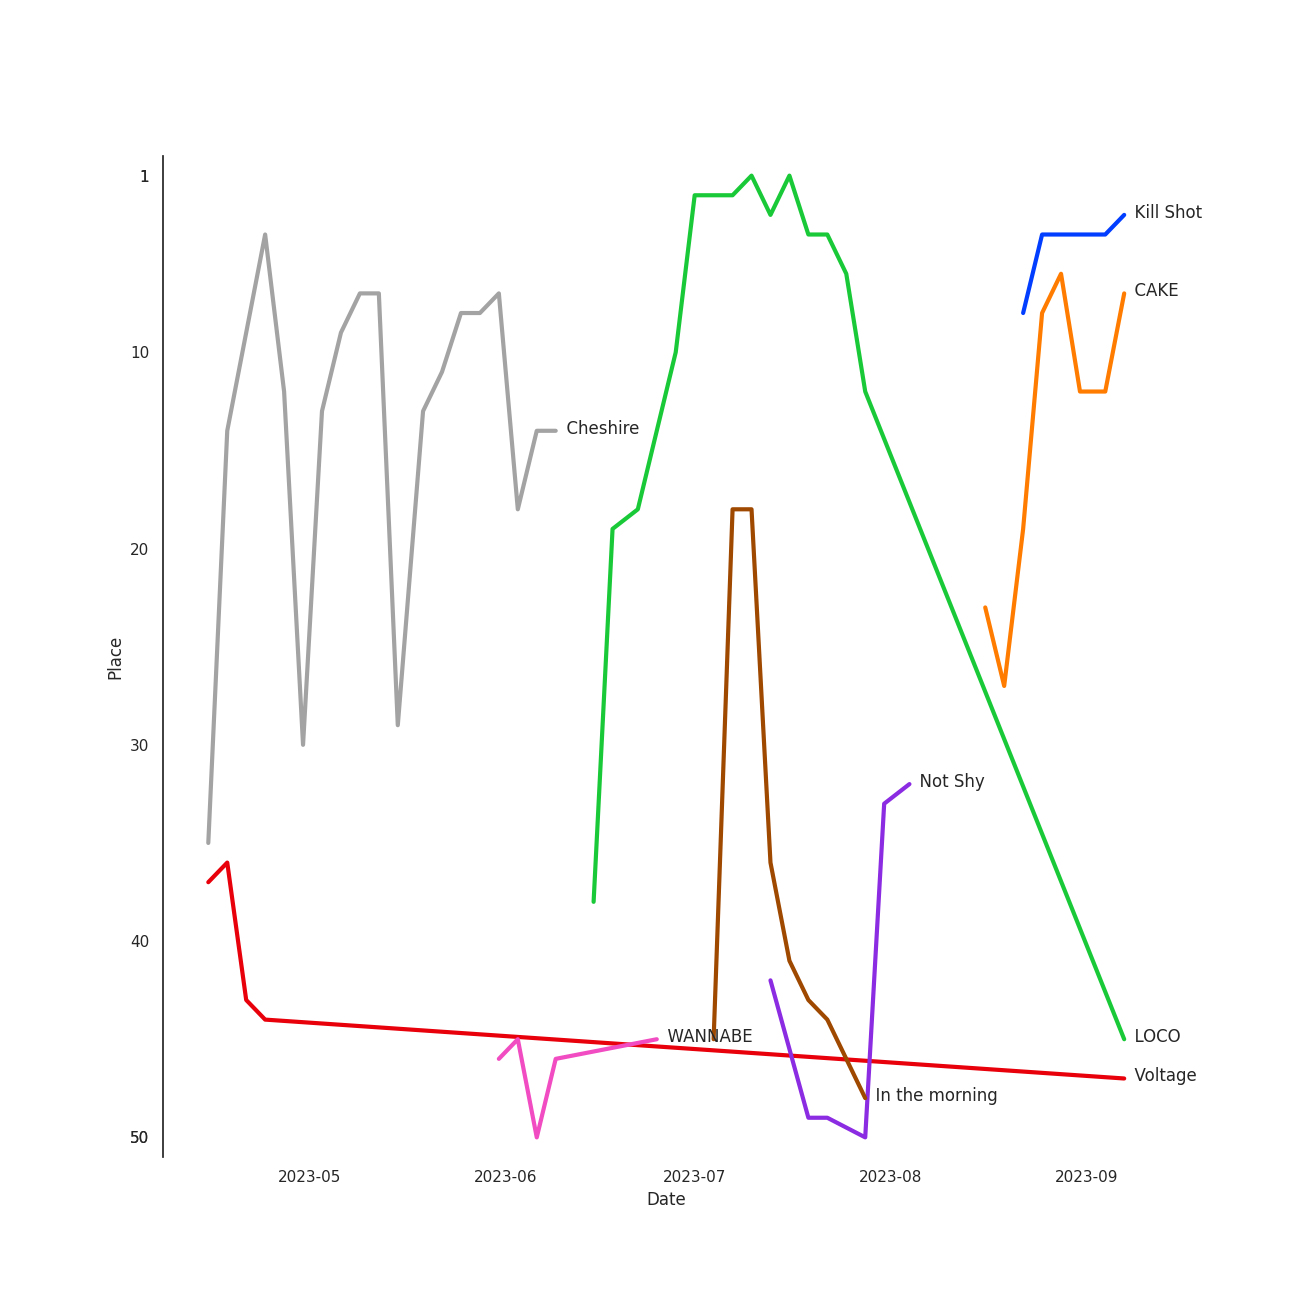 1
Kill Shot
CAKE
10
Cheshire
20
30
Place
Not Shy
40
WANNABE
LOCO
Voltage
In the morning
50
2023-05
2023-06
2023-07
2023-08
2023-09
Date